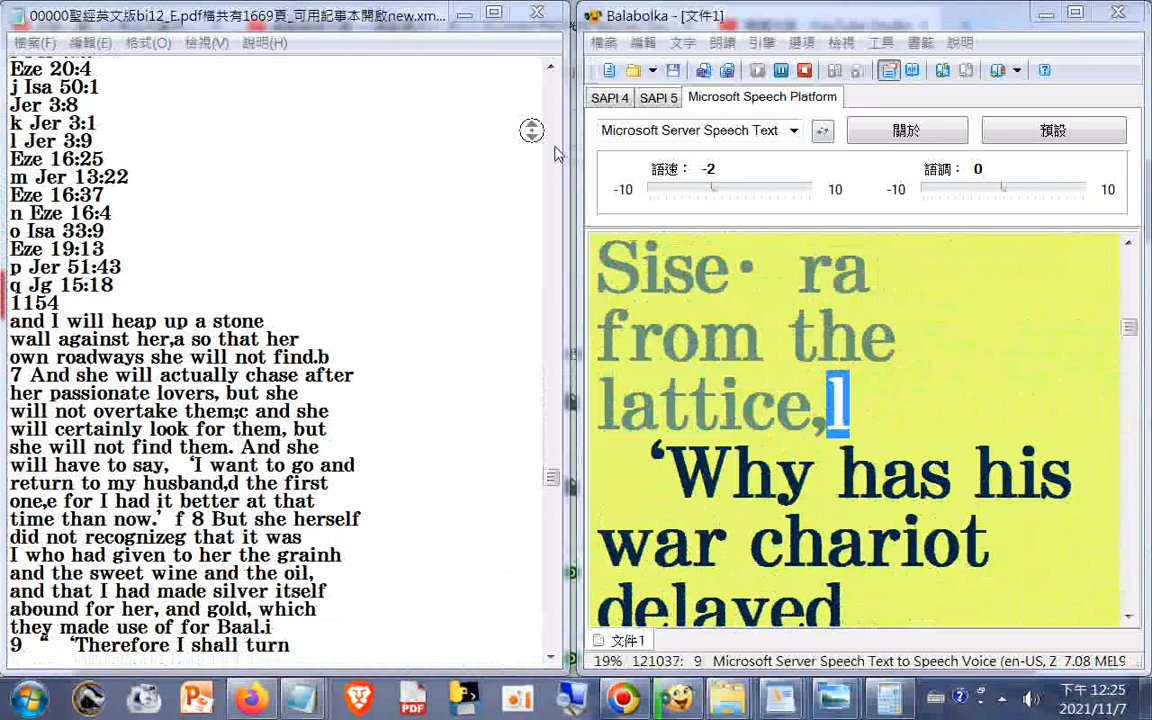 00000聖經英文版bi12_E.pdf檔共有1669頁_可用記事本開啟new.xm...
檔案(F) 編輯(E) 格式(O) 檢視(V) 說明(H)
Eze 20:4
j Isa 50:1
Jer 3:8
k Jer 3:1
l Jer 3:9
Eze 16:25
m Jer 13:22
Eze 16:37
n Eze 16:4
o Isa 33:9
Eze 19:13
p Jer 51:43
q Jg 15:18
1154
and I will heap up a stone
wall against her,a so that her
own roadways she will not find.b
7 And she will actually chase after
her passionate lovers, but she
will not overtake them;c and she
will certainly look for them, but
she will not find them. And she
will have to say, ‘I want to go and
return to my husband,d the first
one,e for I had it better at that
time than now.’ f 8 But she herself
did not recognizeg that it was
I who had given to her the grainh
and the sweet wine and the oil,
and that I had made silver itself
abound for her, and gold, which
they made use of for Baal.i
9 “ ‘Therefore I shall turn
Balabolka - [文件1]
檔案 編輯 文字 朗讀 引擎 選項 檢視 工具 書籤 說明
SAPI 4 SAPI 5 Microsoft Speech Platform
Microsoft Server Speech Text 關於 預設
語速： -2 語調： 0
-10 10 -10 10
Sise· ra
from the
lattice,l
‘Why has his
war chariot
delayed
文件1
19% 121037: 9 Microsoft Server Speech Text to Speech Voice (en-US, Z 7.08 MEL9
下午 12:25
2021/11/7